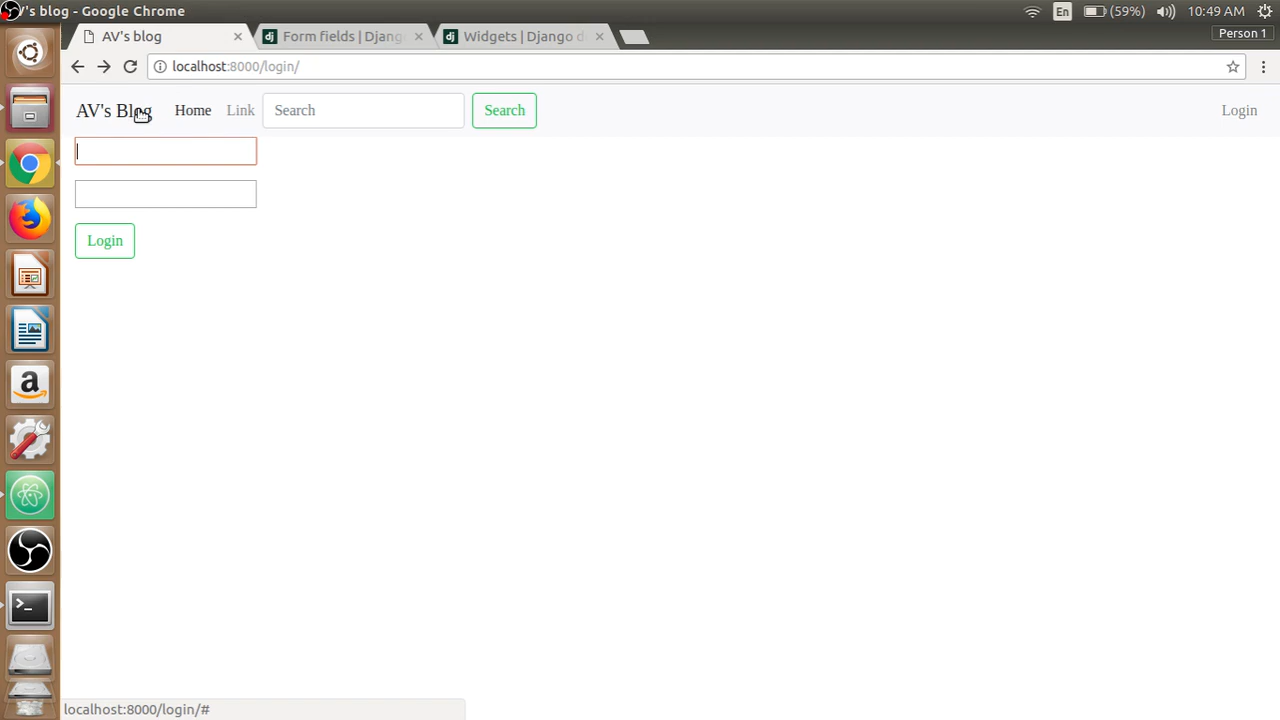 AV's blog - Google Chrome
En (59%) 10:49 AM
AV's blog
Form fields | Djang
Widgets | Django d
Person 1
localhost:8000/login/
AV's Blog Home Link Search Search Login
Login
localhost:8000/login/#